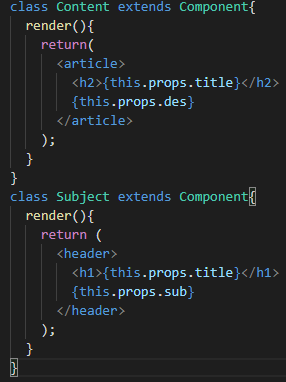 class Content extends Component{
  render(){
    return(
      <article>
        <h2>{this.props.title}</h2>
        {this.props.des}
      </article>
    );
  }
}
class Subject extends Component{
  render(){
    return (
      <header>
        <h1>{this.props.title}</h1>
        {this.props.sub}
      </header>
    );
  }
}